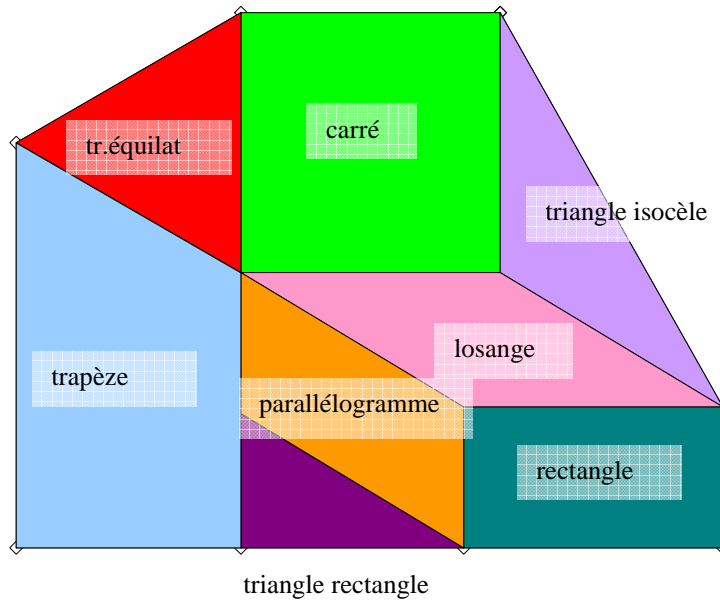 carré
tr.équilat
triangle isocèle
losange
trapèze
parallélogramme
rectangle
triangle rectangle